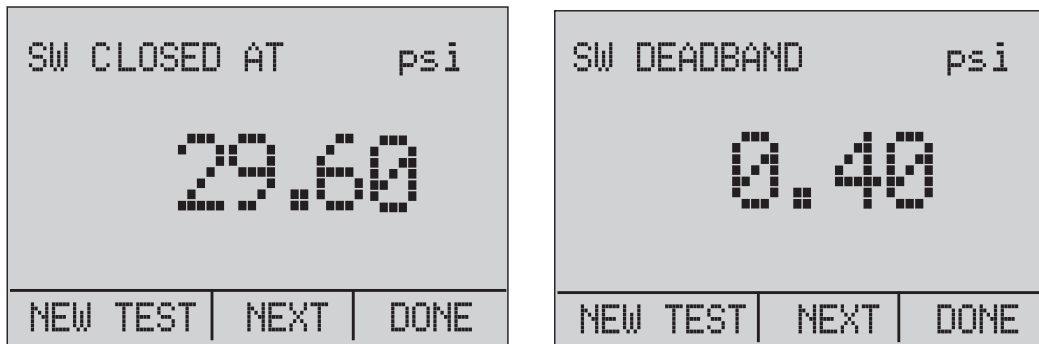 SW CLOSED AT psi
29.60
NEW TEST NEXT DONE
SW DEADBAND psi
0.40
NEW TEST NEXT DONE